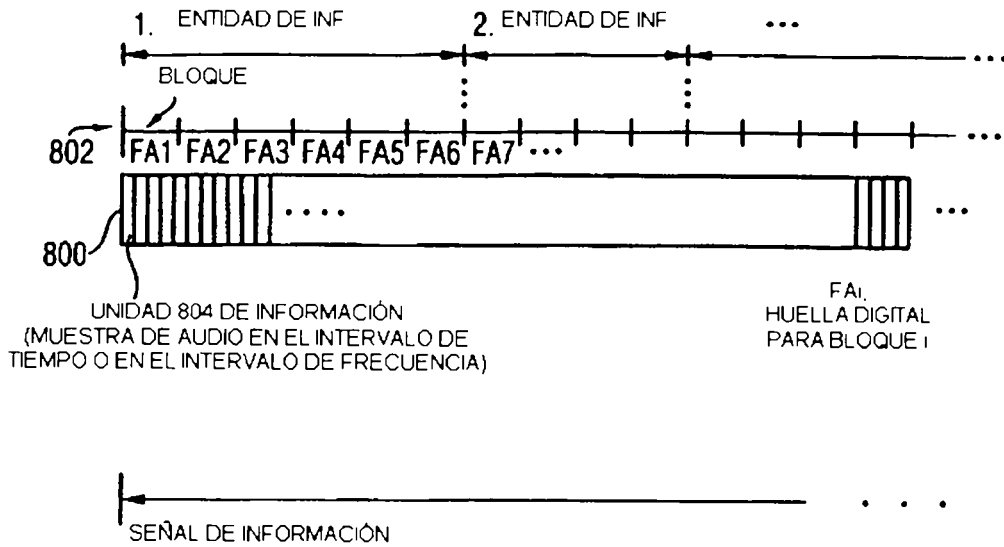 1. ENTIDAD DE INF 2. ENTIDAD DE INF ...
BLOQUE
802 FA1 FA2 FA3 FA4 FA5 FA6 FA7 ...
800
UNIDAD 804 DE INFORMACIÓN
(MUESTRA DE AUDIO EN EL INTERVALO DE
TIEMPO O EN EL INTERVALO DE FRECUENCIA)
FAi,
HUELLA DIGITAL
PARA BLOQUE i
SEÑAL DE INFORMACIÓN